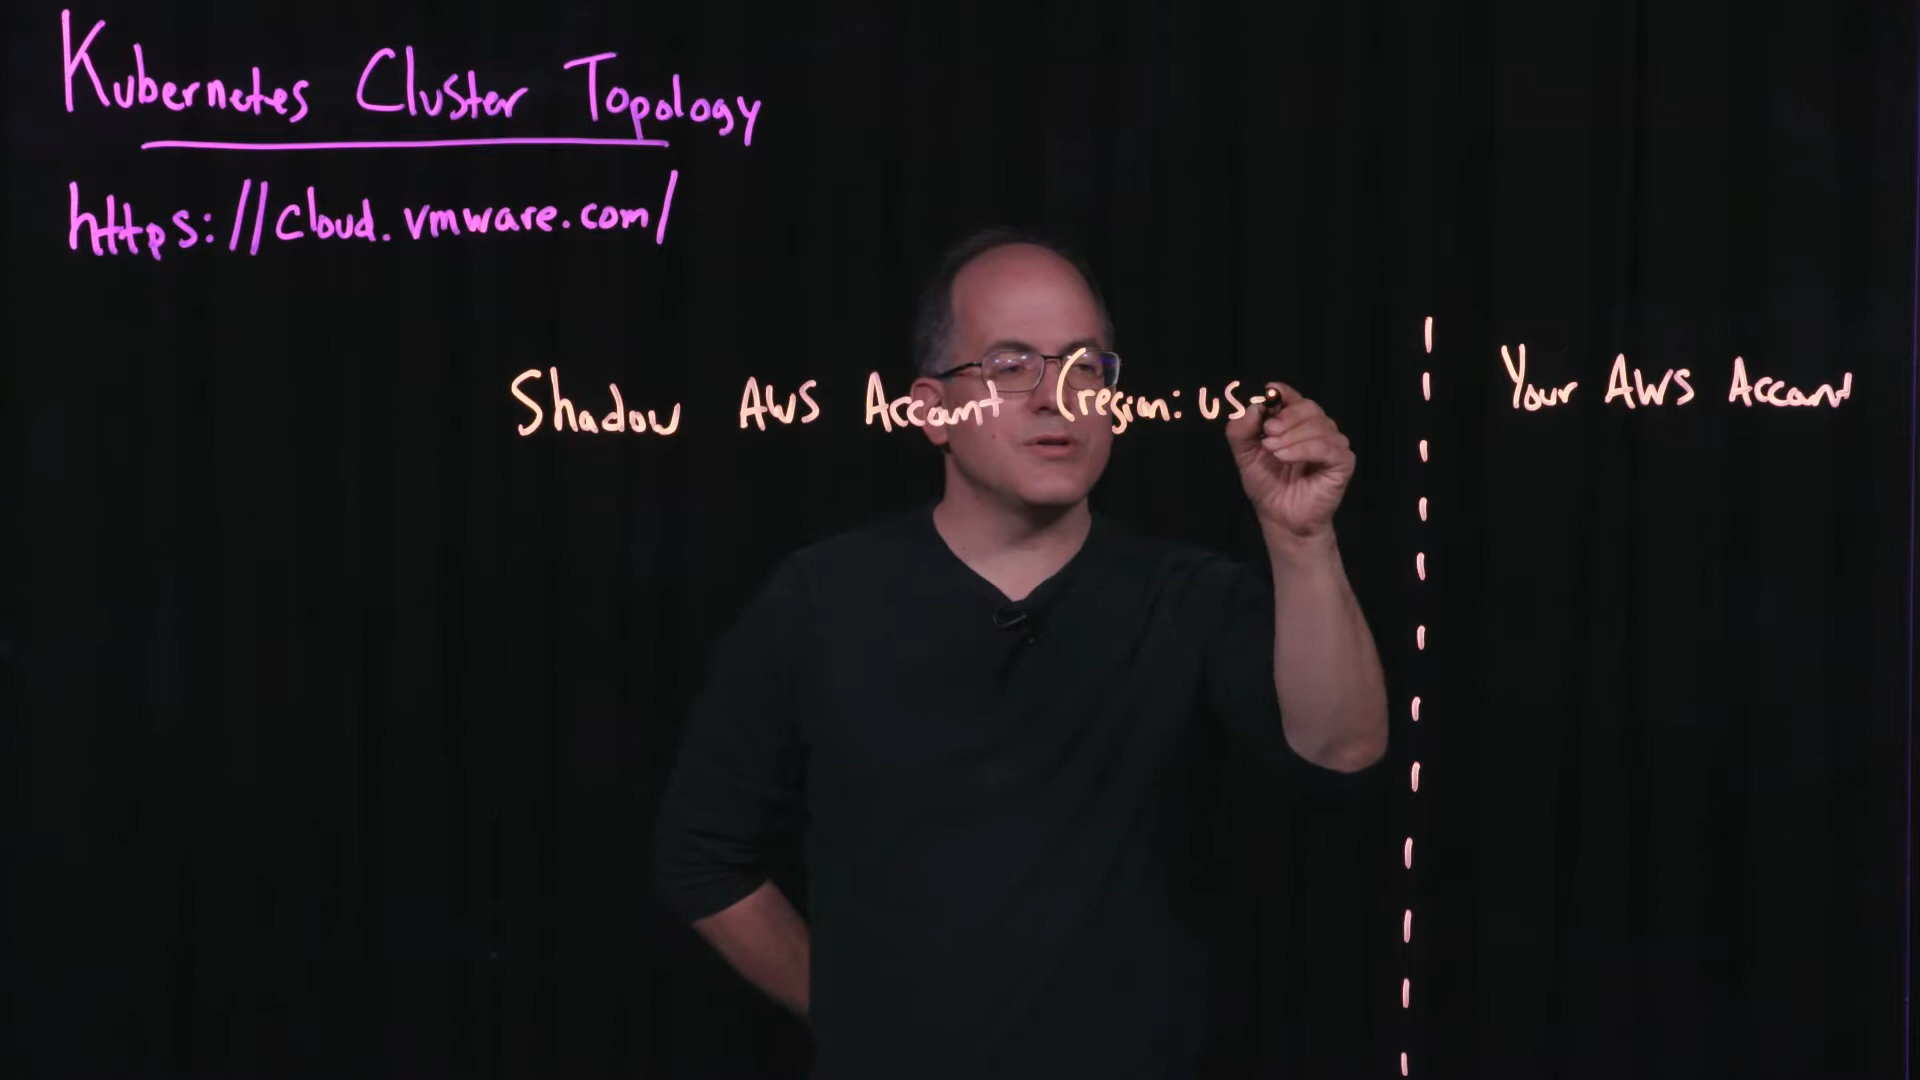 Kubernetes Cluster Topology
https://cloud.vmware.com/
Shadow AWS Account (region: us-
Your AWS Account